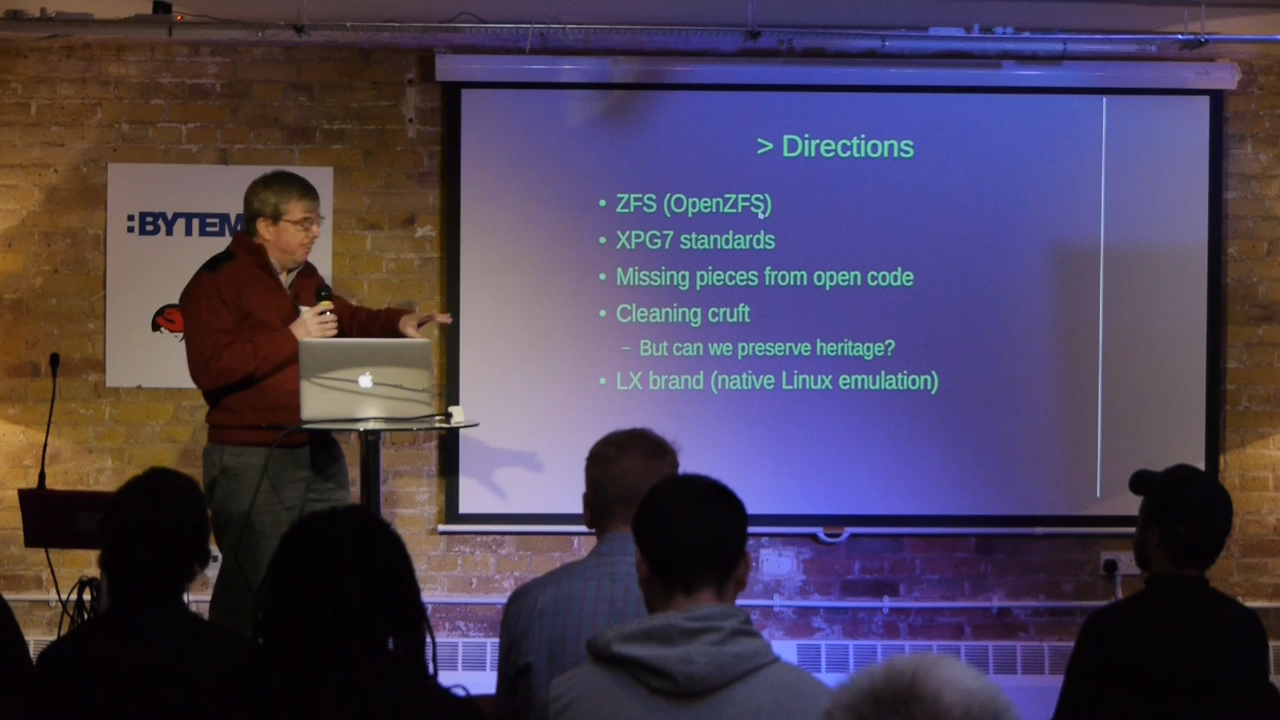 :BYTEM
> Directions
• ZFS (OpenZFS)
• XPG7 standards
• Missing pieces from open code
• Cleaning cruft
– But can we preserve heritage?
• LX brand (native Linux emulation)